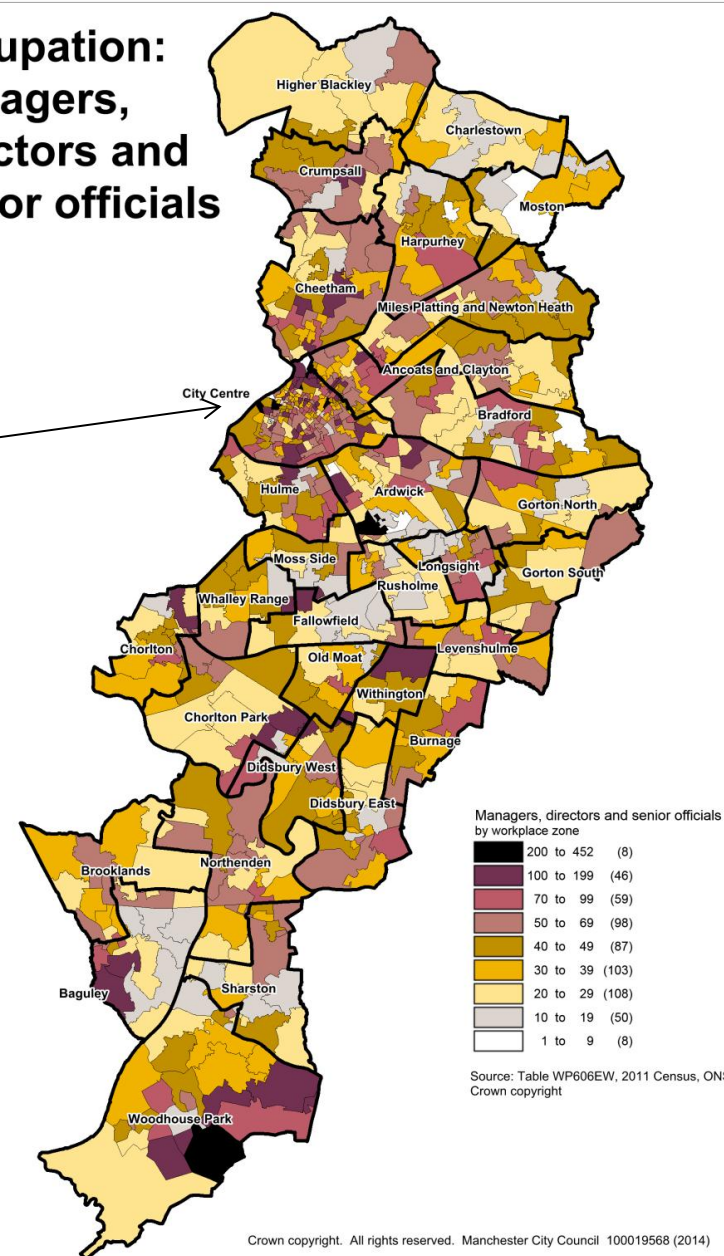 upation:
agers,
ctors and
or officials
Higher Blackley
Charlestown
Crumpsall
Moston
Harpurhey
Cheetham
Miles Platting and Newton Heath
Ancoats and Clayton
City Centre
Bradford
Hulme
Ardwick
Gorton North
Moss Side
Longsight
Gorton South
Rusholme
Whalley Range
Fallowfield
Chorlton
Old Moat
Levenshulme
Withington
Chorlton Park
Burnage
Didsbury West
Didsbury East
Managers, directors and senior officials
by workplace zone
200 to 452 (8)
100 to 199 (46)
70 to 99 (59)
50 to 69 (98)
40 to 49 (87)
30 to 39 (103)
20 to 29 (108)
10 to 19 (50)
1 to 9 (8)
Northenden
Brooklands
Baguley
Sharston
Source: Table WP606EW, 2011 Census, ON
Crown copyright
Woodhouse Park
Crown copyright. All rights reserved. Manchester City Council 100019568 (2014)